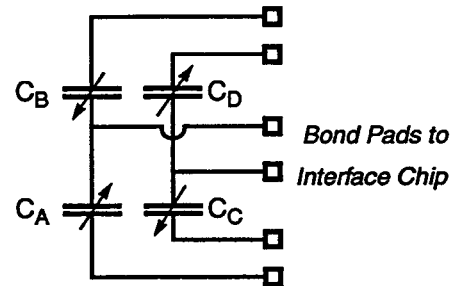 C_B
C_D
Bond Pads to
Interface Chip
C_A
C_C